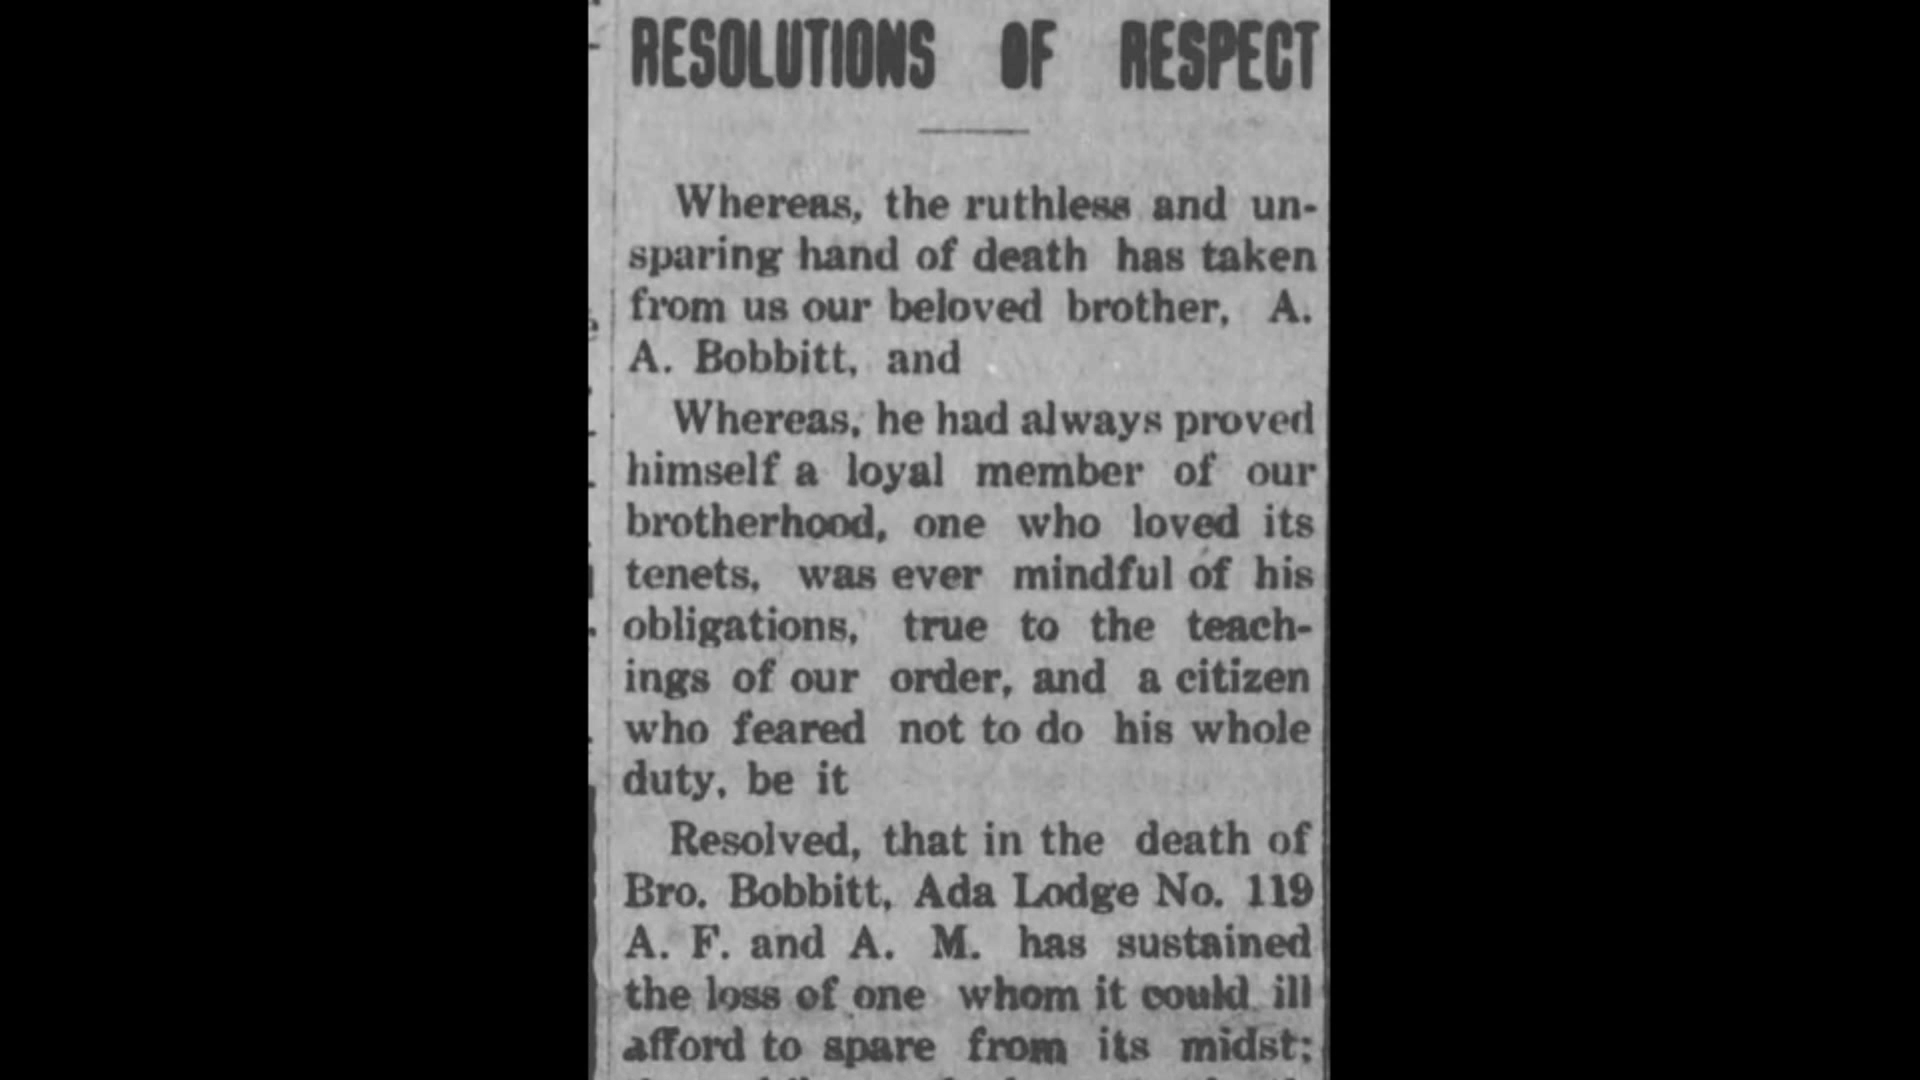 RESOLUTIONS OF RESPECT
Whereas, the ruthless and un-
sparing hand of death has taken
from us our beloved brother, A.
A. Bobbitt, and
Whereas, he had always proved
himself a loyal member of our
brotherhood, one who loved its
tenets, was ever mindful of his
obligations, true to the teach-
ings of our order, and a citizen
who feared not to do his whole
duty, be it
Resolved, that in the death of
Bro. Bobbitt, Ada Lodge No. 119
A. F. and A. M. has sustained
the loss of one whom it could ill
afford to spare from its midst;